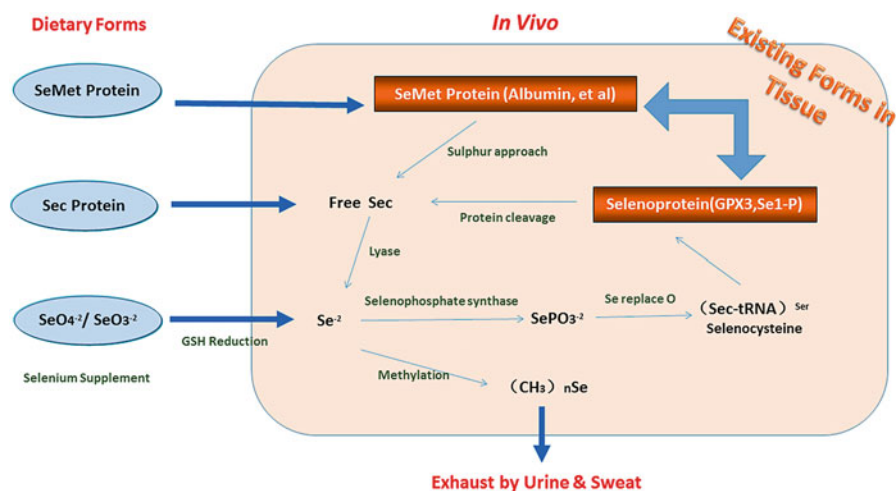 Dietary Forms
In Vivo
Existing Forms in
Tissue
SeMet Protein
SeMet Protein (Albumin, et al)
Sulphur approach
Sec Protein
Free Sec
Protein cleavage
Selenoprotein(GPX3,Se1-P)
Lyase
SeO4⁻²/ SeO3⁻²
GSH Reduction
Se⁻²
Selenophosphate synthase
SePO3⁻²
Se replace O
(Sec-tRNA) Ser
Selenocysteine
Selenium Supplement
Methylation
(CH3) nSe
Exhaust by Urine & Sweat